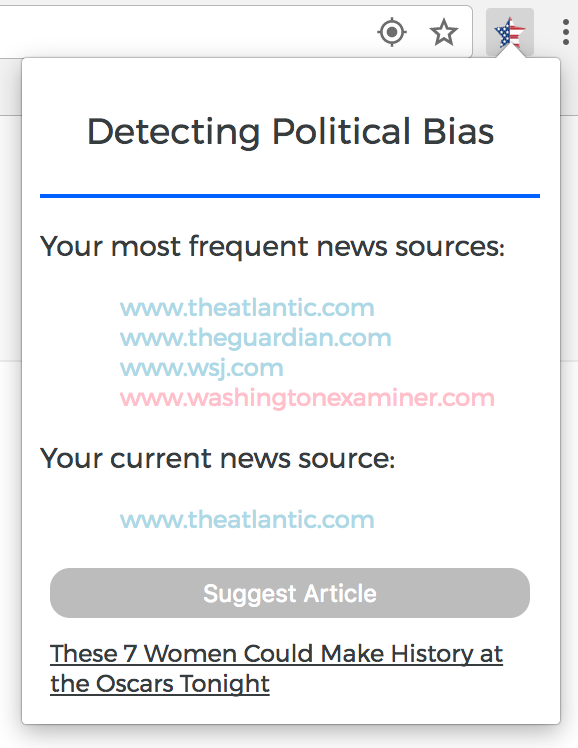 Detecting Political Bias
Your most frequent news sources:
www.theatlantic.com
www.theguardian.com
www.wsj.com
www.washingtonexaminer.com
Your current news source:
www.theatlantic.com
Suggest Article
These 7 Women Could Make History at
the Oscars Tonight